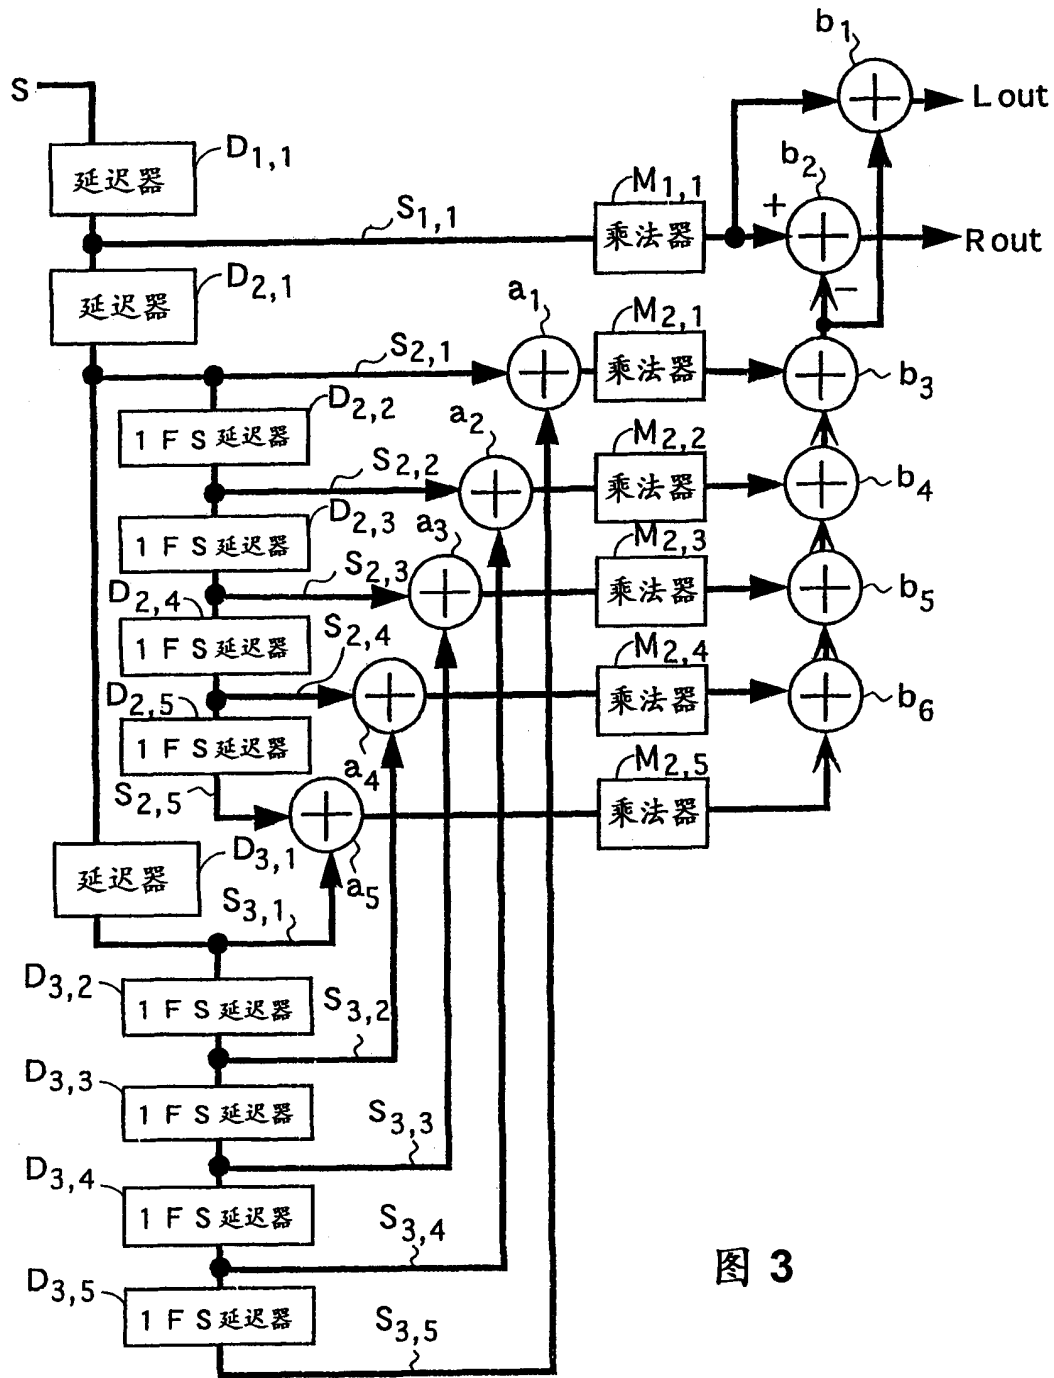 b1
S
L out
延迟器
D1,1
b2
M1,1
S1,1
+
乘法器
R out
D2,1
延迟器
a1
M2,1
−
S2,1
乘法器
b3
D2,2
a2
1 F S 延迟器
M2,2
S2,2
乘法器
b4
D2,3
a3
1 F S 延迟器
M2,3
S2,3
乘法器
b5
D2,4
1 F S 延迟器
S2,4
M2,4
乘法器
b6
D2,5
1 F S 延迟器
a4
M2,5
S2,5
乘法器
D3,1
延迟器
a5
S3,1
D3,2
1 F S 延迟器
S3,2
D3,3
1 F S 延迟器
S3,3
D3,4
1 F S 延迟器
S3,4
图 3
D3,5
1 F S 延迟器
S3,5